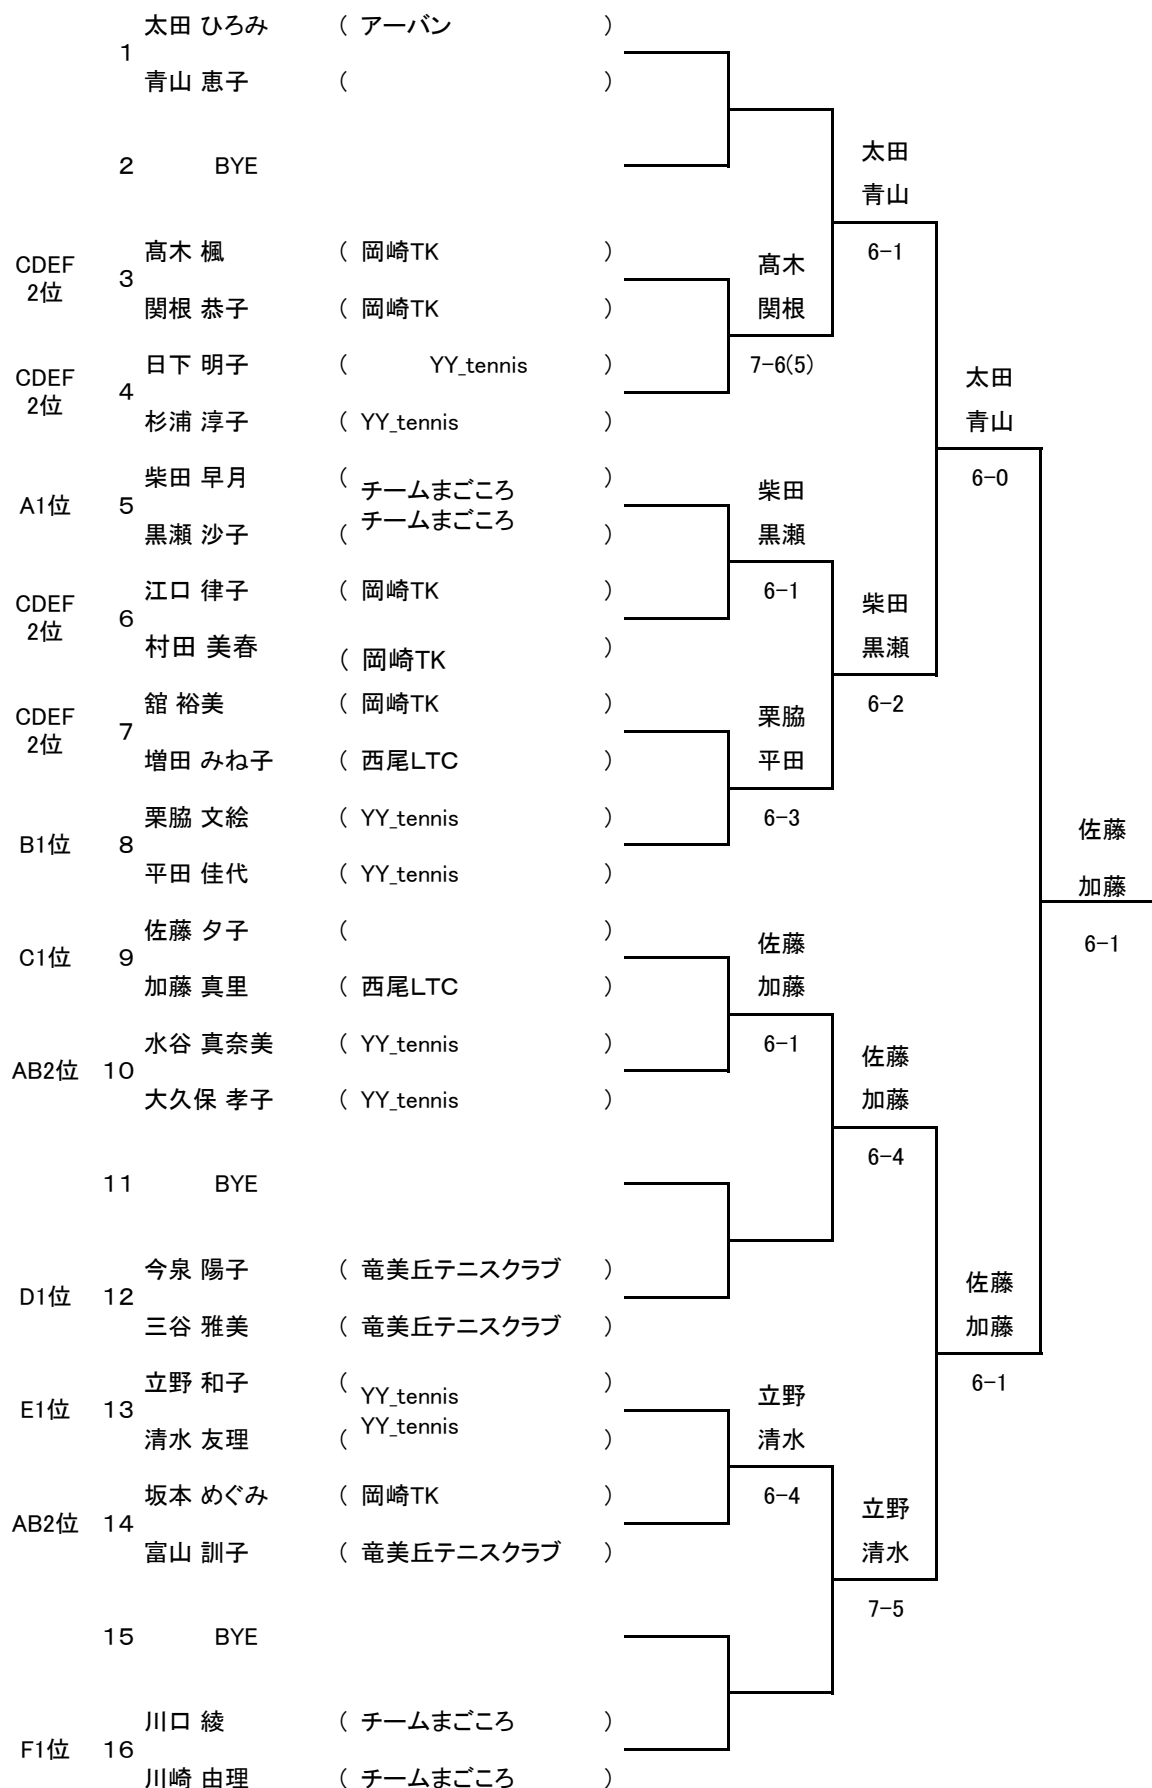 太田 ひろみ ( アーバン )
1
青山 恵子 ( )
2 BYE
太田
青山
6-1
CDEF
2位
3
髙木 楓 ( 岡崎TK )
関根 恭子 ( 岡崎TK )
髙木
関根
7-6(5)
CDEF
2位
4
日下 明子 ( YY_tennis )
杉浦 淳子 ( YY_tennis )
太田
青山
6-0
A1位 5
柴田 早月 ( チームまごころ )
黒瀬 沙子 ( チームまごころ )
柴田
黒瀬
6-1
CDEF
2位
6
江口 律子 ( 岡崎TK )
村田 美春 ( 岡崎TK )
柴田
黒瀬
6-2
CDEF
2位
7
舘 裕美 ( 岡崎TK )
増田 みね子 ( 西尾LTC )
栗脇
平田
6-3
B1位 8
栗脇 文絵 ( YY_tennis )
平田 佳代 ( YY_tennis )
佐藤
加藤
6-1
C1位 9
佐藤 夕子 ( )
加藤 真里 ( 西尾LTC )
佐藤
加藤
6-1
AB2位 10
水谷 真奈美 ( YY_tennis )
大久保 孝子 ( YY_tennis )
佐藤
加藤
6-4
11 BYE
D1位 12
今泉 陽子 ( 竜美丘テニスクラブ )
三谷 雅美 ( 竜美丘テニスクラブ )
佐藤
加藤
6-1
E1位 13
立野 和子 ( YY_tennis )
清水 友理 ( YY_tennis )
立野
清水
6-4
AB2位 14
坂本 めぐみ ( 岡崎TK )
富山 訓子 ( 竜美丘テニスクラブ )
立野
清水
7-5
15 BYE
F1位 16
川口 綾 ( チームまごころ )
川崎 由理 ( チームまごころ )